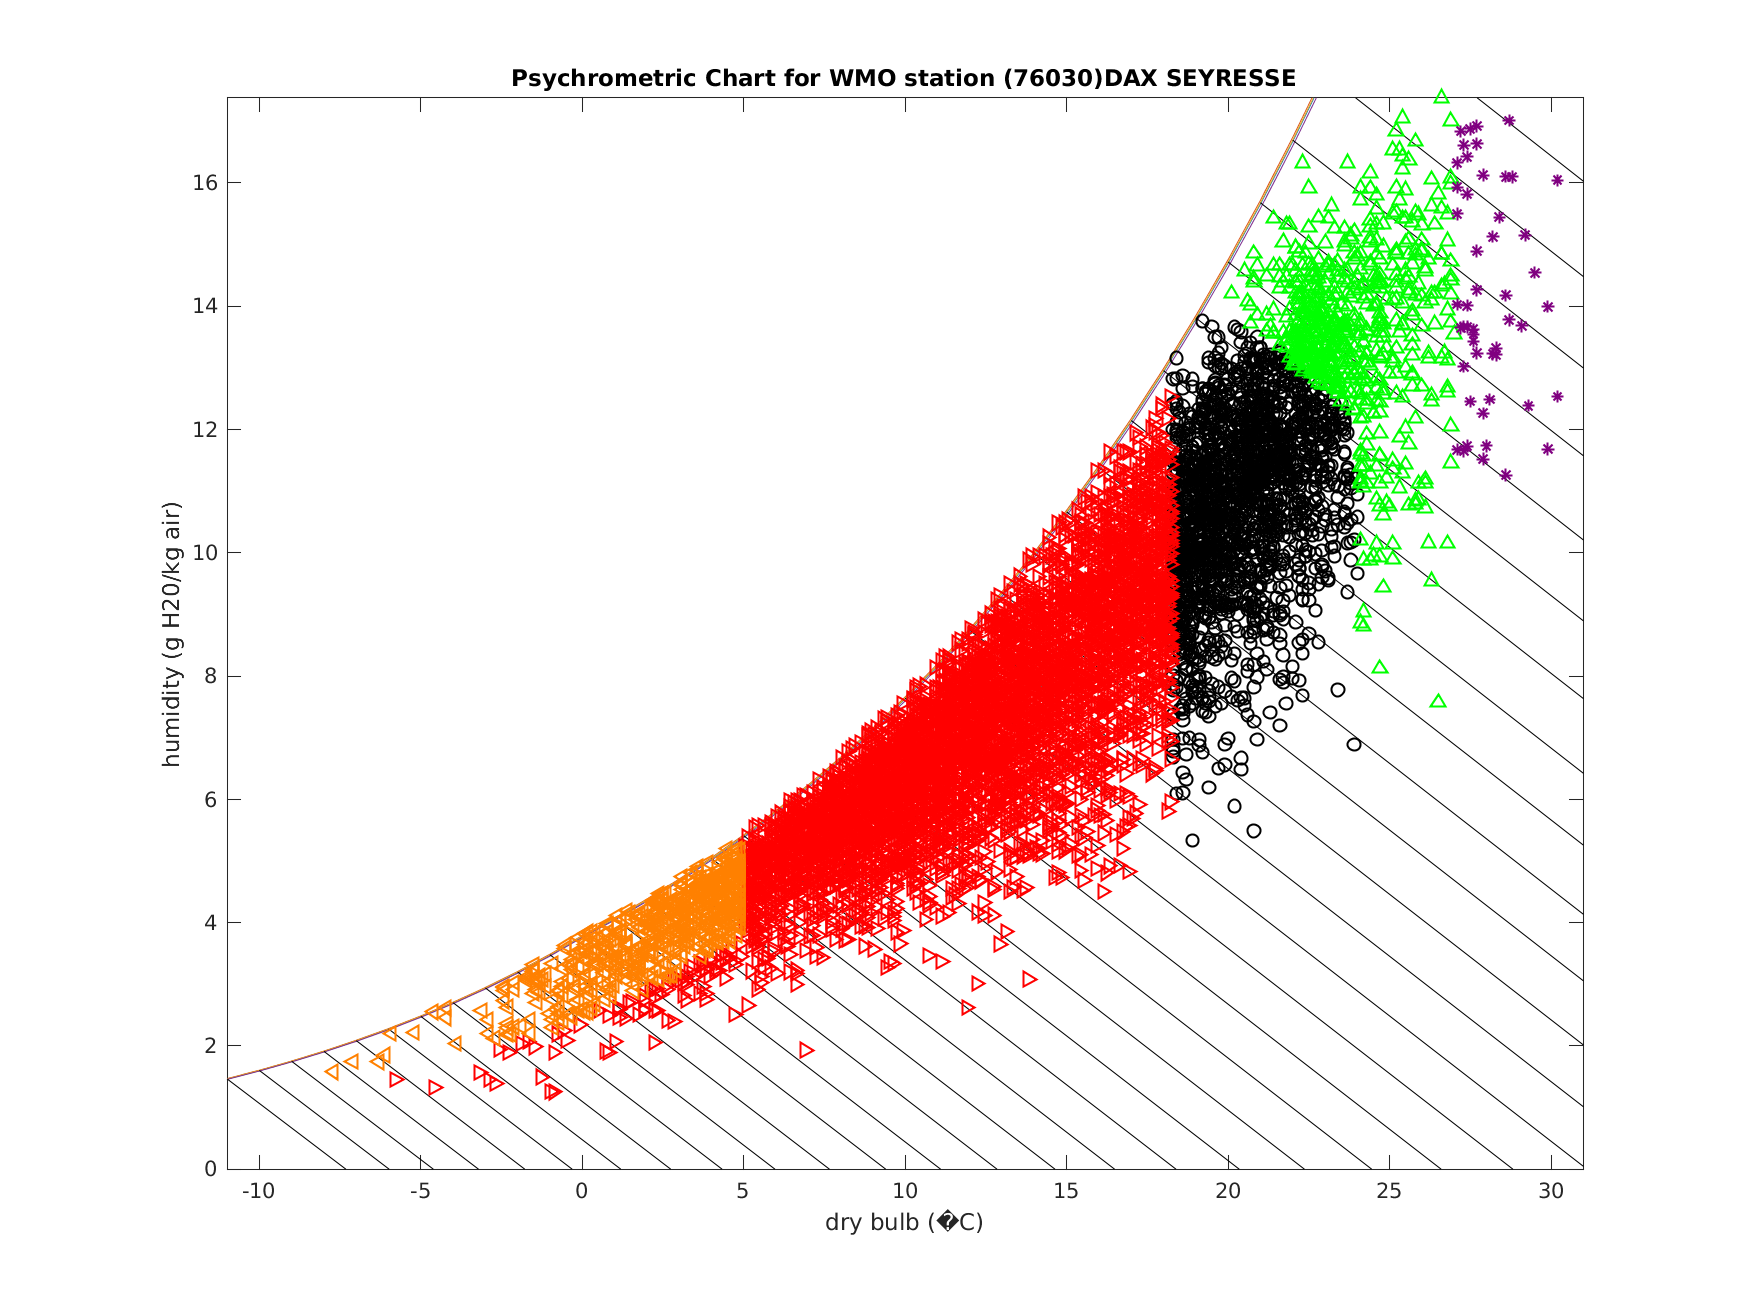 Psychrometric Chart for WMO station (76030)DAX SEYRESSE
humidity (g H20/kg air)
16
14
12
10
8
6
4
2
0
-10 -5 0 5 10 15 20 25 30
dry bulb (�C)